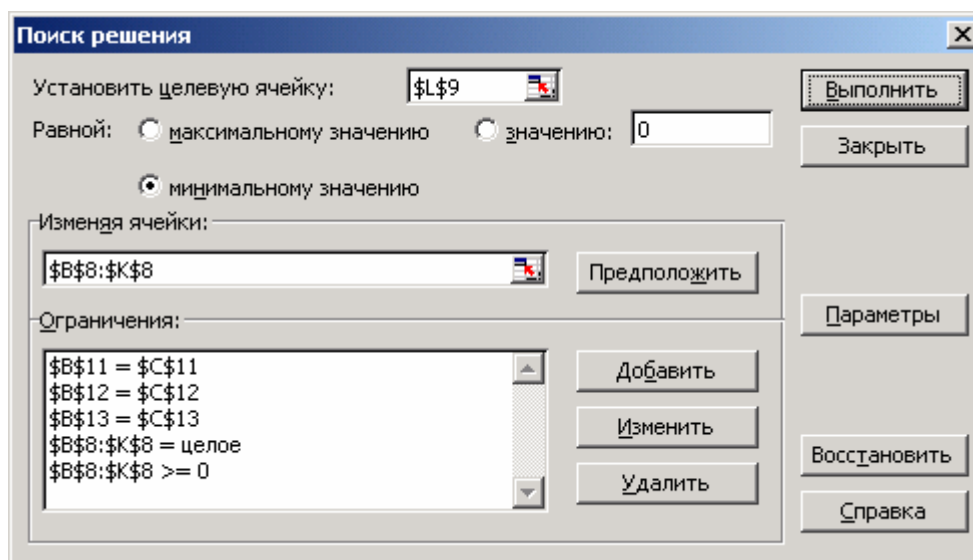 Поиск решения
Установить целевую ячейку: $L$9
Равной: максимальному значению значению: 0
минимальному значению
Изменяя ячейки:
$B$8:$K$8
Предположить
Ограничения:
$B$11 = $C$11
$B$12 = $C$12
$B$13 = $C$13
$B$8:$K$8 = целое
$B$8:$K$8 >= 0
Добавить
Изменить
Удалить
Выполнить
Закрыть
Параметры
Восстановить
Справка